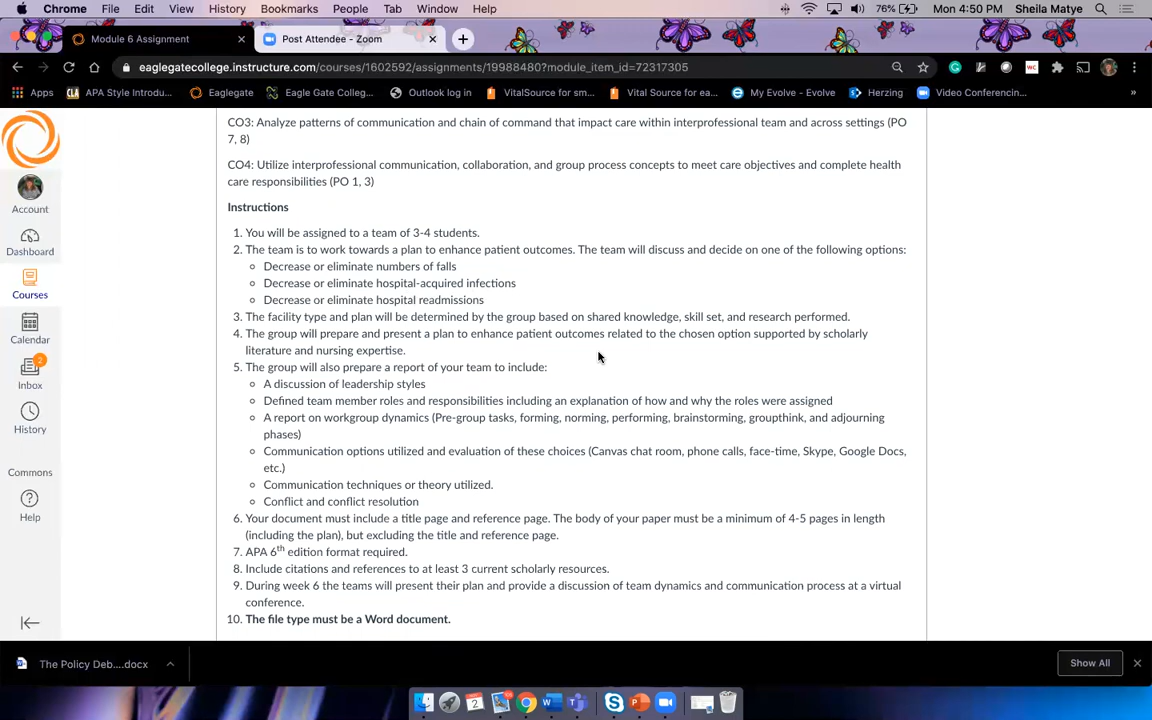 Chrome File Edit View History Bookmarks People Tab Window Help 76% Mon 4:50 PM Sheila Matye
Module 6 Assignment Post Attendee - Zoom
eaglegatecollege.instructure.com/courses/1602592/assignments/19988480?module_item_id=72317305
Apps APA Style Introdu... Eaglegate Eagle Gate Colleg... Outlook log in VitalSource for sm... Vital Source for ea... My Evolve - Evolve Herzing Video Conferencin... »
CO3: Analyze patterns of communication and chain of command that impact care within interprofessional team and across settings (PO
7, 8)
CO4: Utilize interprofessional communication, collaboration, and group process concepts to meet care objectives and complete health
care responsibilities (PO 1, 3)
Instructions
1. You will be assigned to a team of 3-4 students.
2. The team is to work towards a plan to enhance patient outcomes. The team will discuss and decide on one of the following options:
Decrease or eliminate numbers of falls
Decrease or eliminate hospital-acquired infections
Decrease or eliminate hospital readmissions
3. The facility type and plan will be determined by the group based on shared knowledge, skill set, and research performed.
4. The group will prepare and present a plan to enhance patient outcomes related to the chosen option supported by scholarly
literature and nursing expertise.
5. The group will also prepare a report of your team to include:
A discussion of leadership styles
Defined team member roles and responsibilities including an explanation of how and why the roles were assigned
A report on workgroup dynamics (Pre-group tasks, forming, norming, performing, brainstorming, groupthink, and adjourning
phases)
Communication options utilized and evaluation of these choices (Canvas chat room, phone calls, face-time, Skype, Google Docs,
etc.)
Communication techniques or theory utilized.
Conflict and conflict resolution
6. Your document must include a title page and reference page. The body of your paper must be a minimum of 4-5 pages in length
(including the plan), but excluding the title and reference page.
7. APA 6th edition format required.
8. Include citations and references to at least 3 current scholarly resources.
9. During week 6 the teams will present their plan and provide a discussion of team dynamics and communication process at a virtual
conference.
10. The file type must be a Word document.
Account
Dashboard
Courses
Calendar
2
Inbox
History
Commons
Help
The Policy Deb....docx Show All